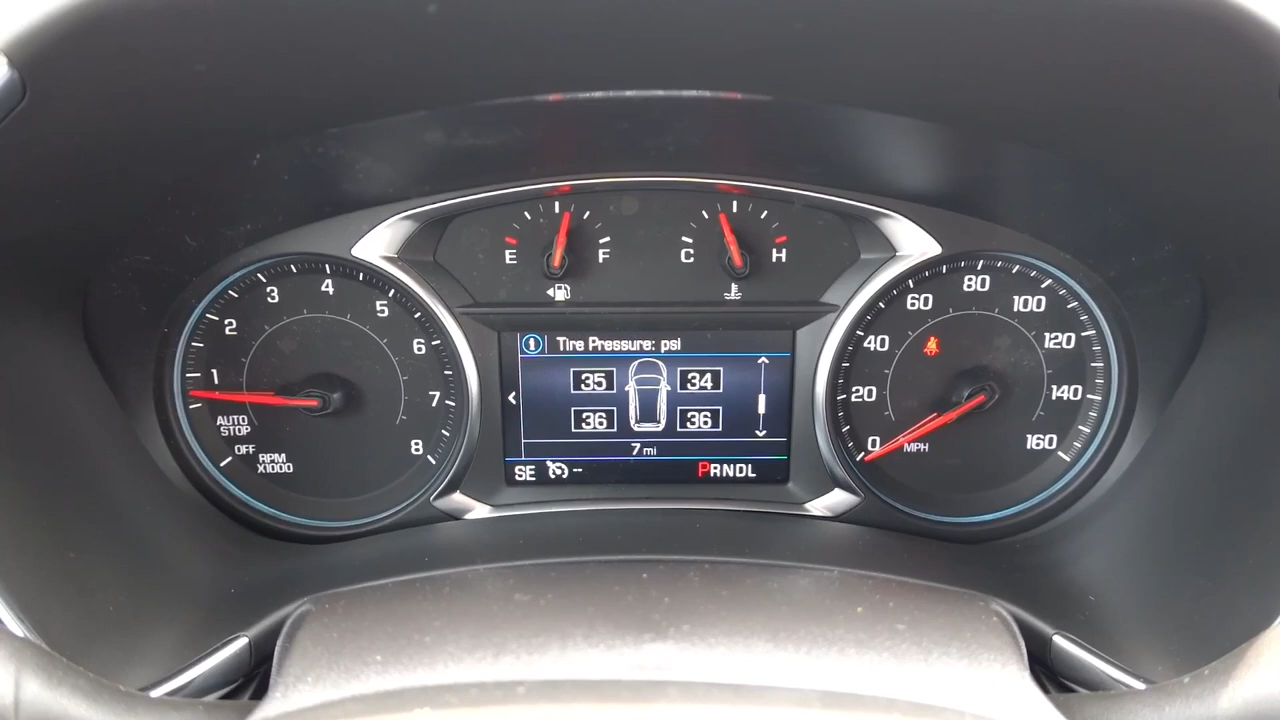 E F
C H
1
2
3
4
5
6
7
8
AUTO
STOP
OFF
RPM
X1000
i Tire Pressure: psi
35 34
36 36
7 mi
SE -- PRNDL
0
20
40
60
80
100
120
140
160
MPH